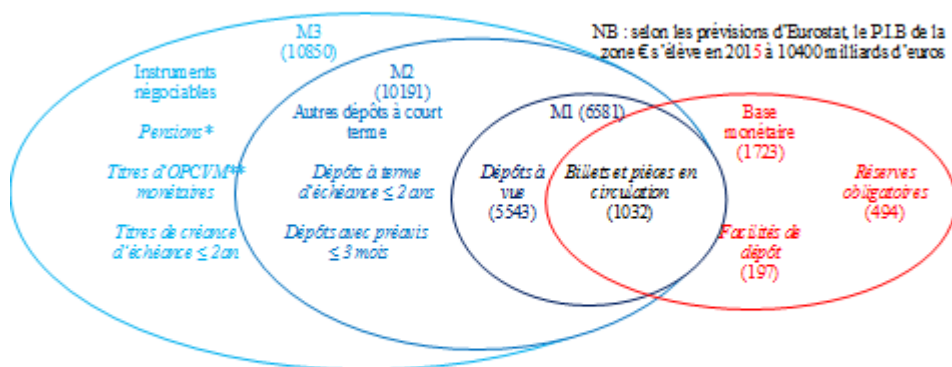 M3
(10850)
NB : selon les prévisions d'Eurostat, le P.I.B de la
zone € s'élève en 2015 à 10400 milliards d'euros
Instruments
négociables
Pensions*
Titres d'OPCVM**
monétaires
Titres de créance
d'échéance ≤ 2an
M2
(10191)
Autres dépôts à court
terme
Dépôts à terme
d'échéance ≤ 2 ans
Dépôts avec préavis
≤ 3 mois
M1 (6581)
Dépôts à
vue
(5543)
Billets et pièces en
circulation
(1032)
Base
monétaire
(1723)
Réserves
obligatoires
(494)
Facilités de
dépôt
(197)